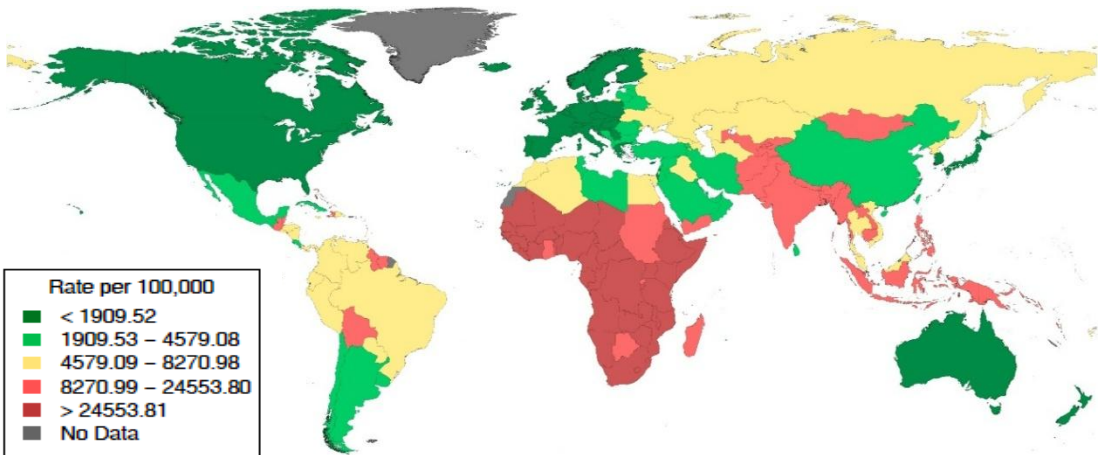 Rate per 100,000
< 1909.52
1909.53 – 4579.08
4579.09 – 8270.98
8270.99 – 24553.80
> 24553.81
No Data